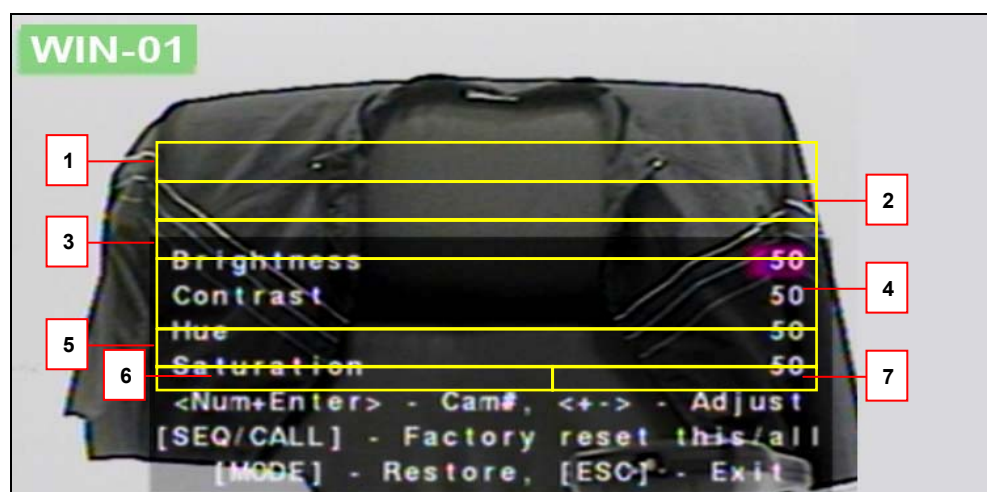 WIN-01
1
2
3
Brightness 50
Contrast 50
4
Hue 50
5
Saturation 50
6
7
<Num+Enter> - Cam#, <+-> - Adjust
[SEQ/CALL] - Factory reset this/all
[MODE] - Restore, [ESC] - Exit